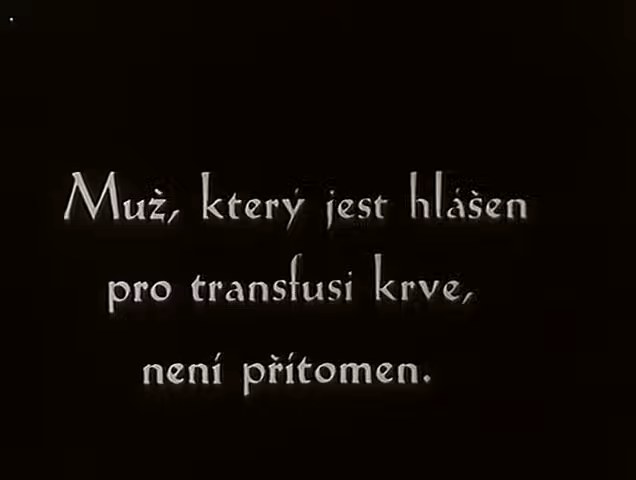 Muž, který jest hlášen
pro transfusi krve,
není přítomen.